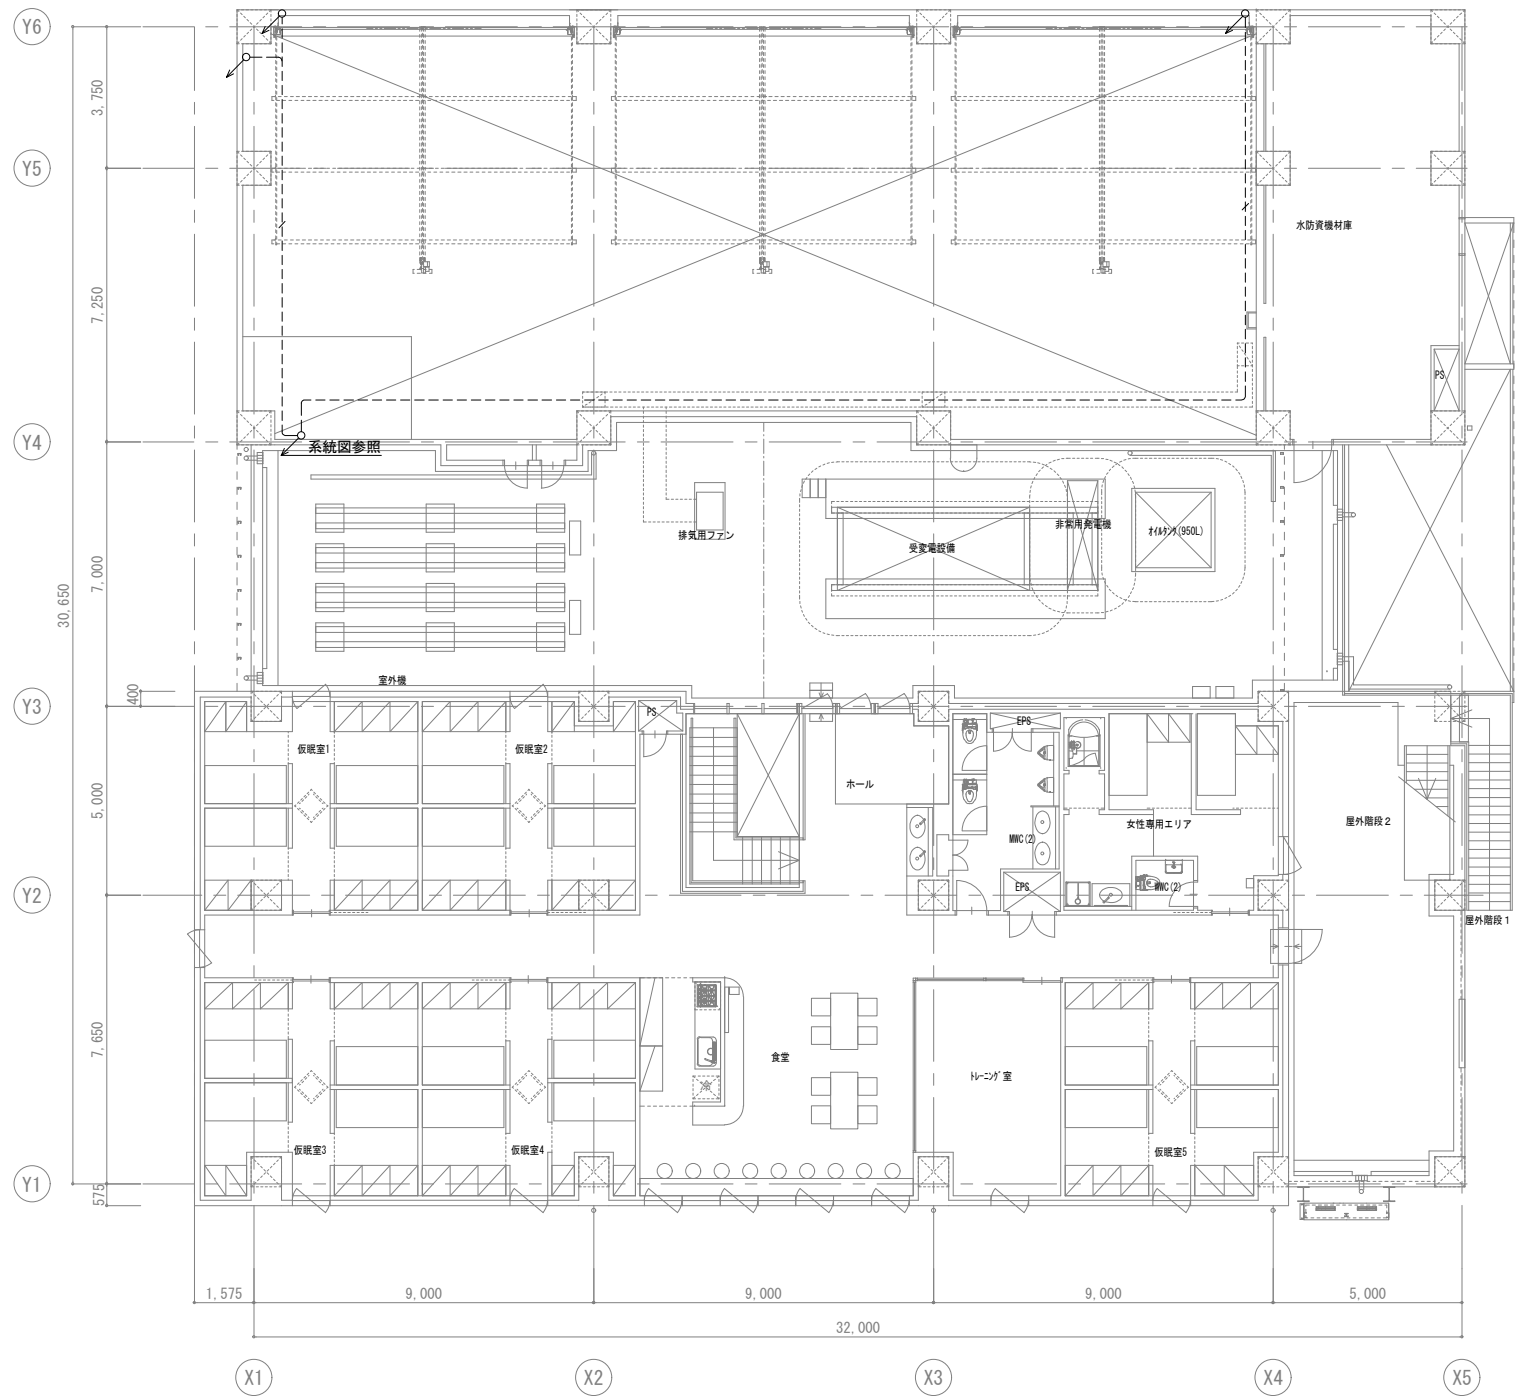 Y6
3,750
Y5
水防資機材庫
7,250
PS
Y4
系統図参照
排気用ファン
受変電設備
非常用発電機
オイルタンク(950L)
7,000
30,650
室外機
400
Y3
PS
EPS
仮眠室1
仮眠室2
ホール
5,000
MWC(2)
女性専用エリア
屋外階段2
EPS
WWC(2)
Y2
屋外階段1
7,650
食堂
トレーニング室
仮眠室3
仮眠室4
仮眠室5
Y1
575
1,575
9,000
9,000
9,000
5,000
32,000
X1
X2
X3
X4
X5